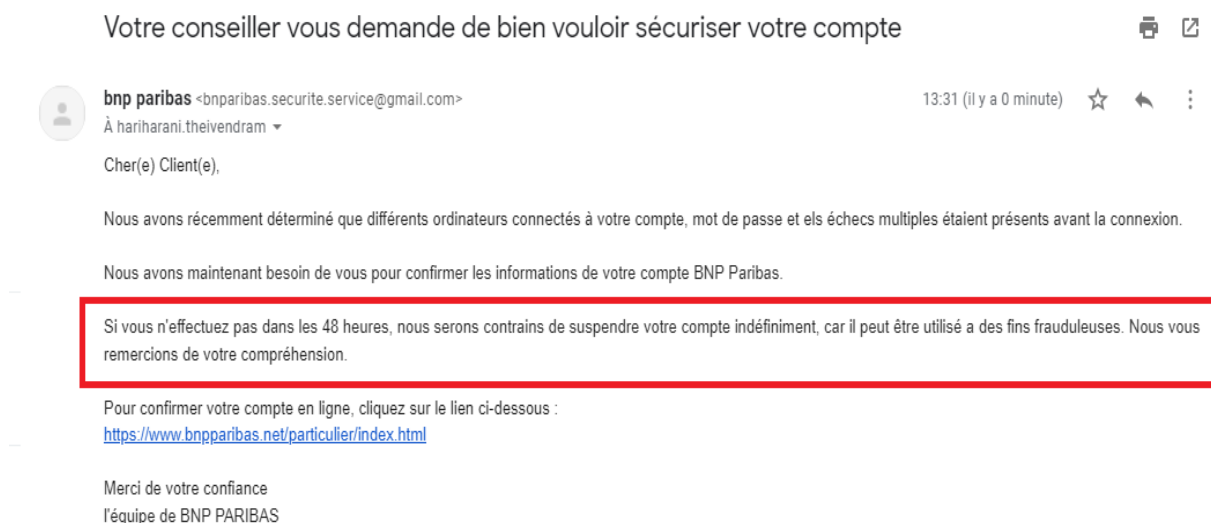 Votre conseiller vous demande de bien vouloir sécuriser votre compte
bnp paribas <bnparibas.securite.service@gmail.com>
13:31 (il y a 0 minute)
À hariharani.theivendram
Cher(e) Client(e),
Nous avons récemment déterminé que différents ordinateurs connectés à votre compte, mot de passe et els échecs multiples étaient présents avant la connexion.
Nous avons maintenant besoin de vous pour confirmer les informations de votre compte BNP Paribas.
Si vous n'effectuez pas dans les 48 heures, nous serons contrains de suspendre votre compte indéfiniment, car il peut être utilisé a des fins frauduleuses. Nous vous
remercions de votre compréhension.
Pour confirmer votre compte en ligne, cliquez sur le lien ci-dessous :
https://www.bnpparibas.net/particulier/index.html
Merci de votre confiance
l'équipe de BNP PARIBAS